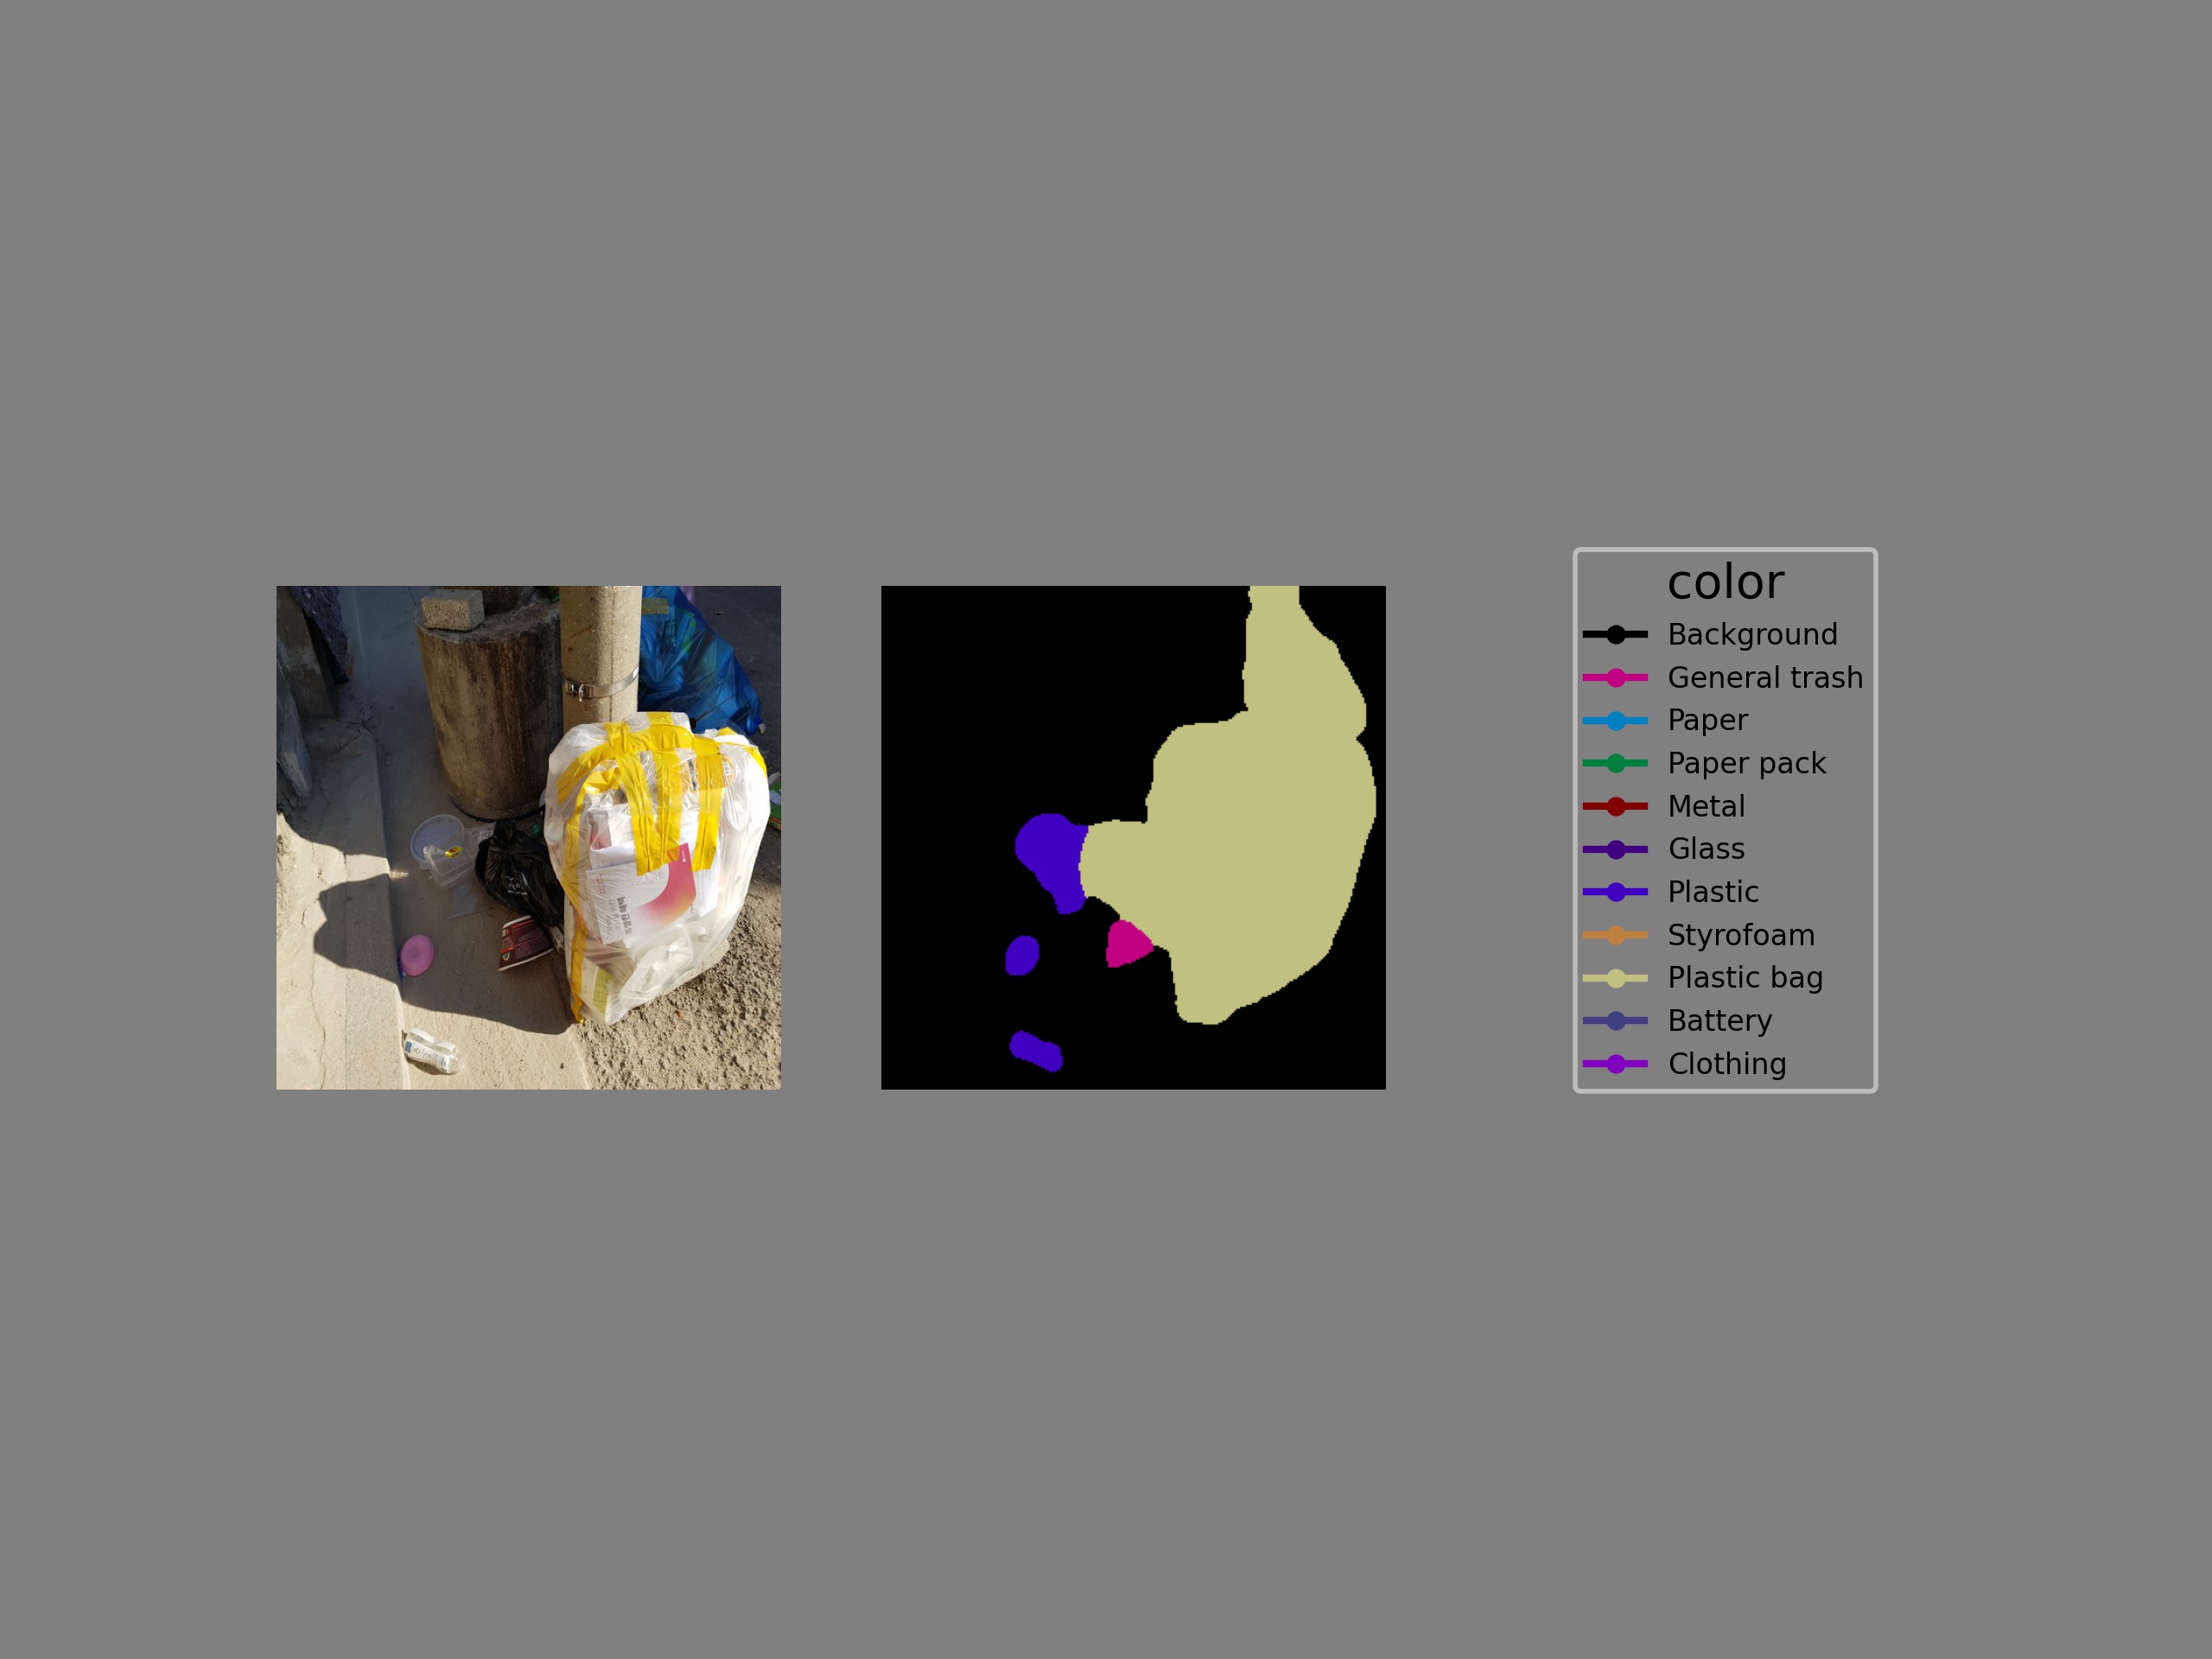 color
Background
General trash
Paper
Paper pack
Metal
Glass
Plastic
Styrofoam
Plastic bag
Battery
Clothing